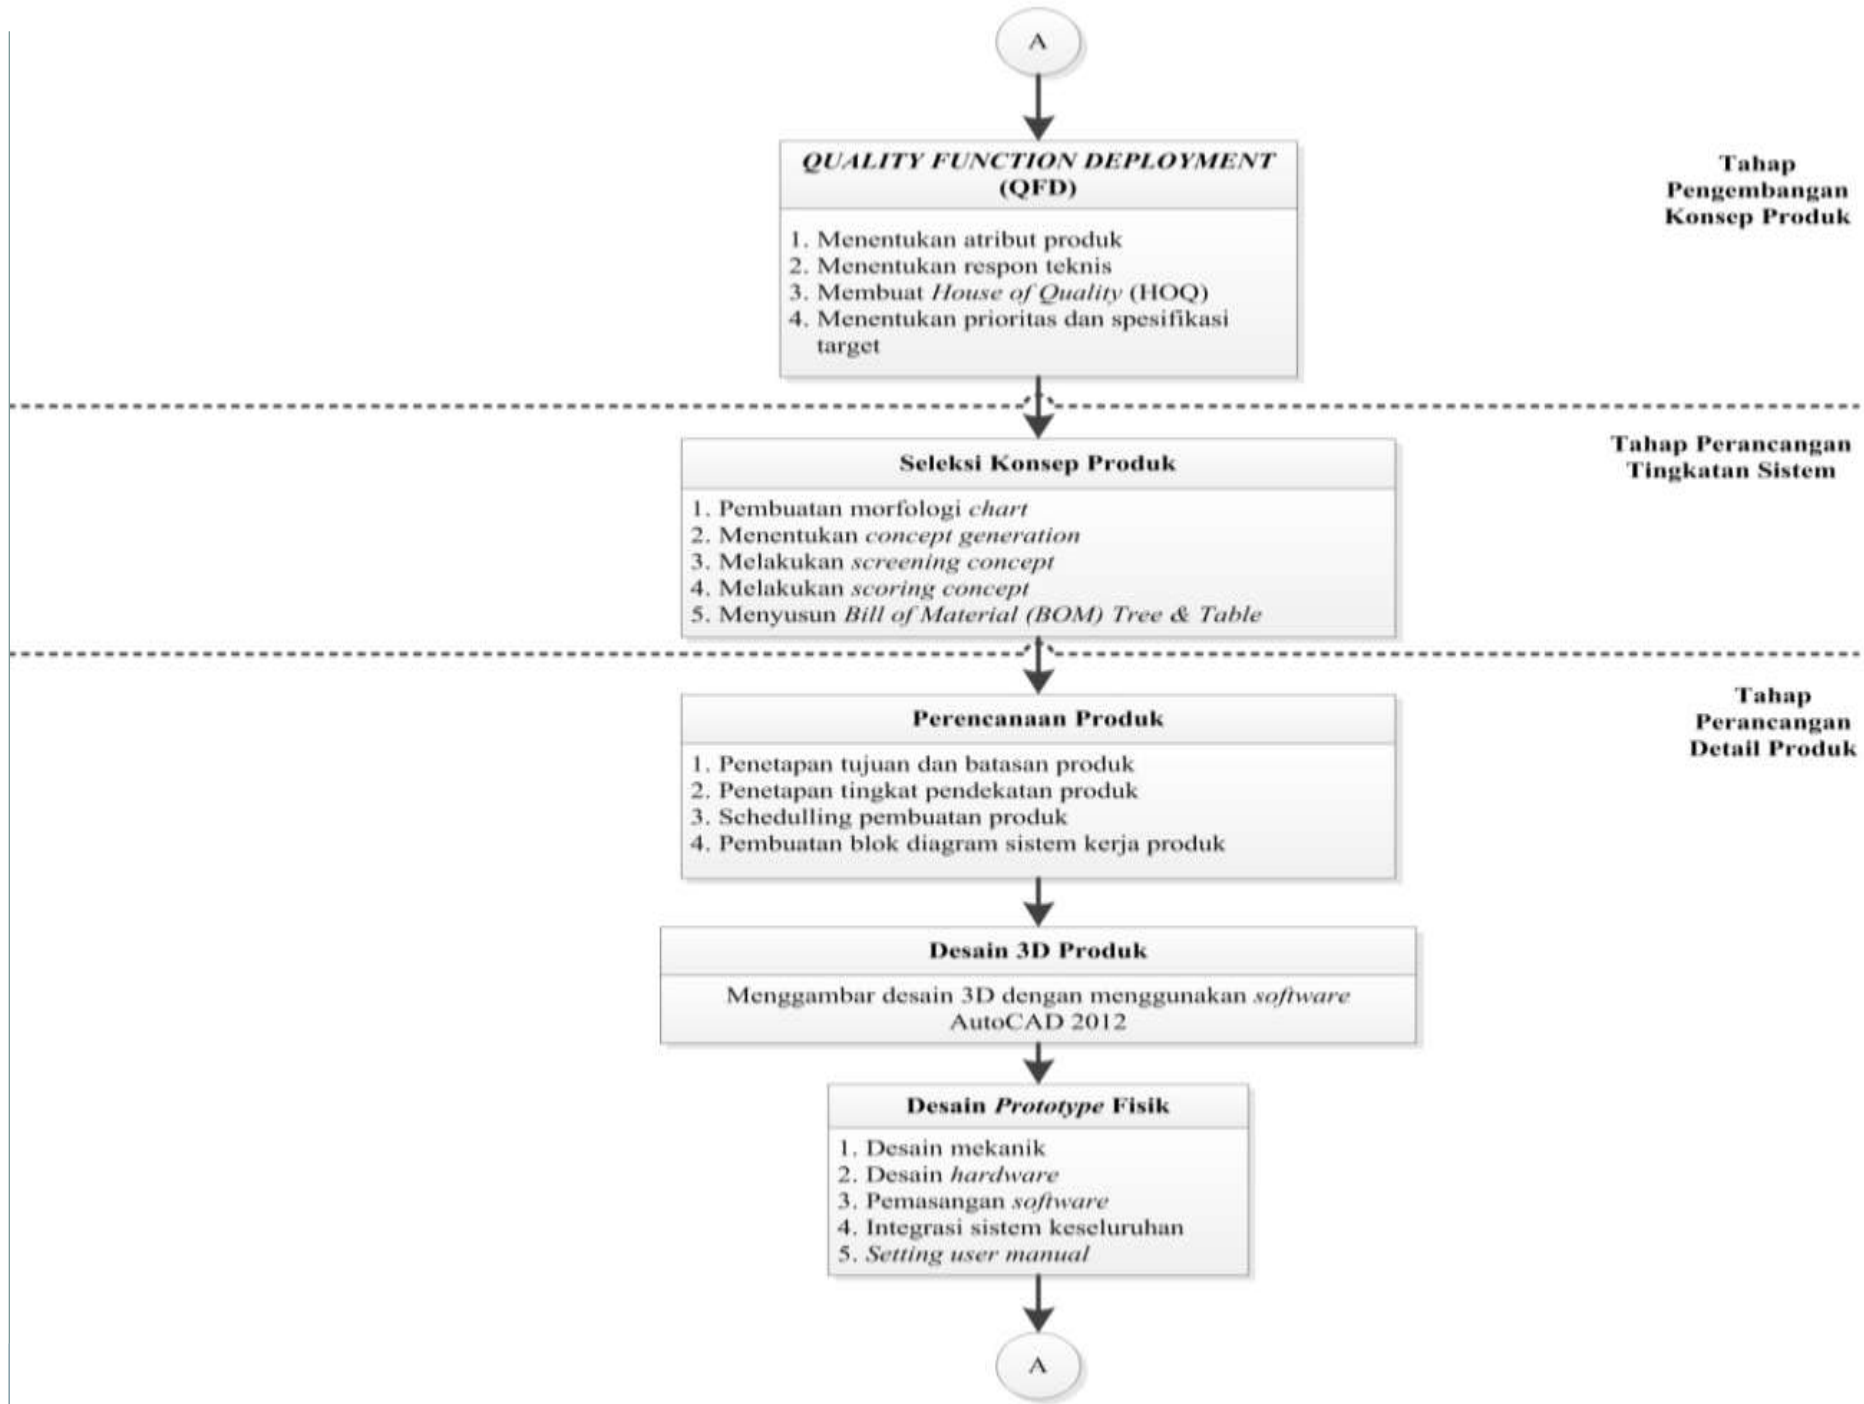 A
QUALITY FUNCTION DEPLOYMENT
(QFD)
1. Menentukan atribut produk
2. Menentukan respon teknis
3. Membuat House of Quality (HOQ)
4. Menentukan prioritas dan spesifikasi
target
Tahap
Pengembangan
Konsep Produk
Seleksi Konsep Produk
1. Pembuatan morfologi chart
2. Menentukan concept generation
3. Melakukan screening concept
4. Melakukan scoring concept
5. Menyusun Bill of Material (BOM) Tree & Table
Tahap Perancangan
Tingkatan Sistem
Perencanaan Produk
1. Penetapan tujuan dan batasan produk
2. Penetapan tingkat pendekatan produk
3. Schedulling pembuatan produk
4. Pembuatan blok diagram sistem kerja produk
Tahap
Perancangan
Detail Produk
Desain 3D Produk
Menggambar desain 3D dengan menggunakan software
AutoCAD 2012
Desain Prototype Fisik
1. Desain mekanik
2. Desain hardware
3. Pemasangan software
4. Integrasi sistem keseluruhan
5. Setting user manual
A